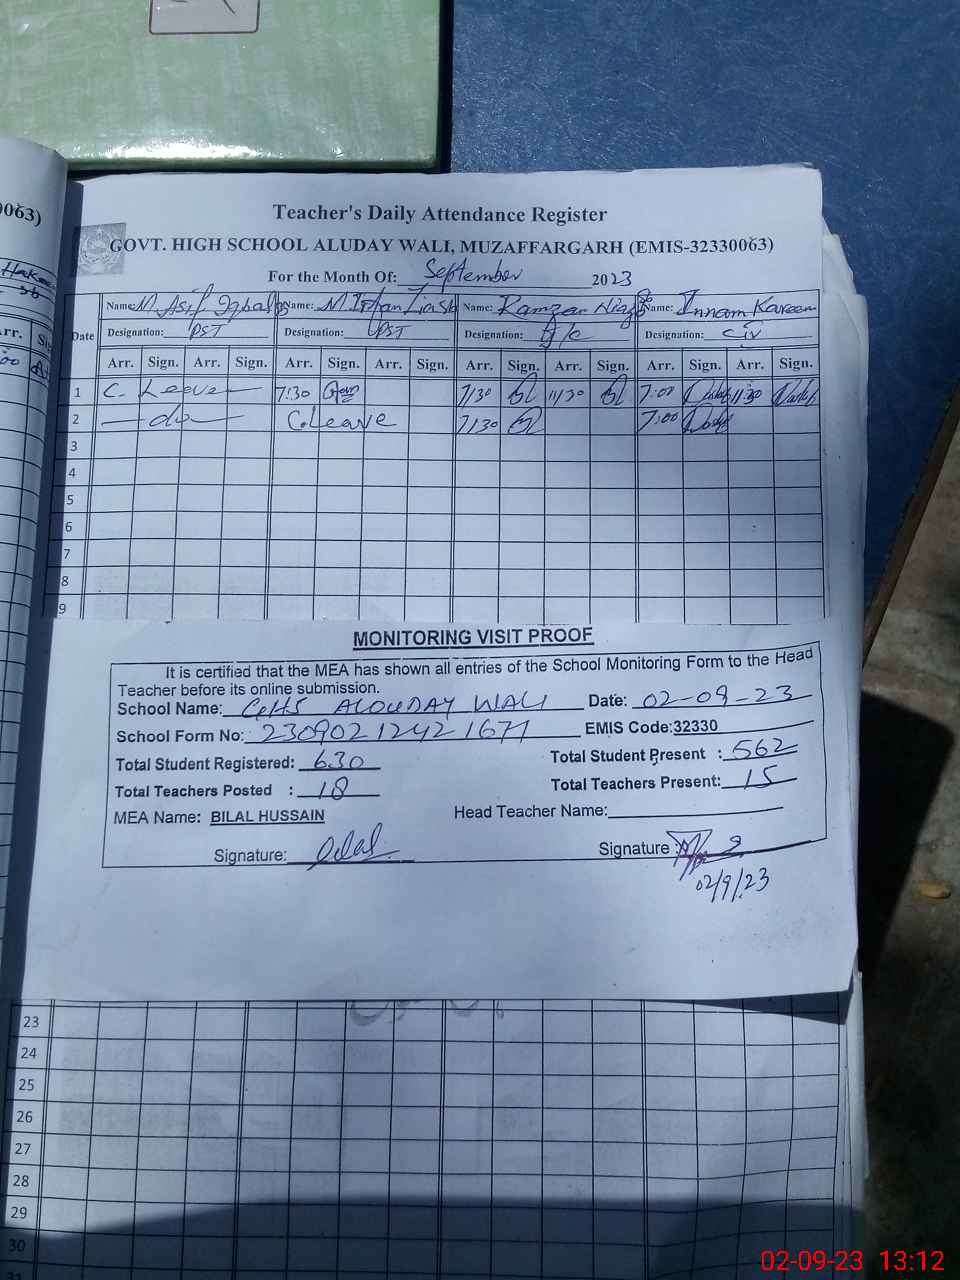 0063)
Teacher's Daily Attendance Register
GOVT. HIGH SCHOOL ALUDAY WALI, MUZAFFARGARH (EMIS-32330063)
For the Month Of: September 2023
Name: M. Asif Iqbal Name: M. Irfan Name: Ramzan Niaz Name: Innam Kareem
Date
Designation: PST Designation: PST Designation: Designation:
Arr. Sign. Arr. Sign. Arr. Sign. Arr. Sign. Arr. Sign. Arr. Sign. Arr. Sign. Arr. Sign.
1 C. Leave 7:30 7/30 11/30 7:00 11:30
2 — do — C. Leave 7/30 7:00
3
4
5
6
7
8
9
MONITORING VISIT PROOF
It is certified that the MEA has shown all entries of the School Monitoring Form to the Head
Teacher before its online submission.
School Name: GHS ALOUDAY WALI Date: 02-09-23
School Form No: 23090212421671 EMIS Code:32330
Total Student Registered: 630 Total Student Present : 562
Total Teachers Posted : 18 Total Teachers Present: 15
MEA Name: BILAL HUSSAIN Head Teacher Name:
Signature: Bilal Signature :
02/9/23
23
24
25
26
27
28
29
30
31
02-09-23 13:12